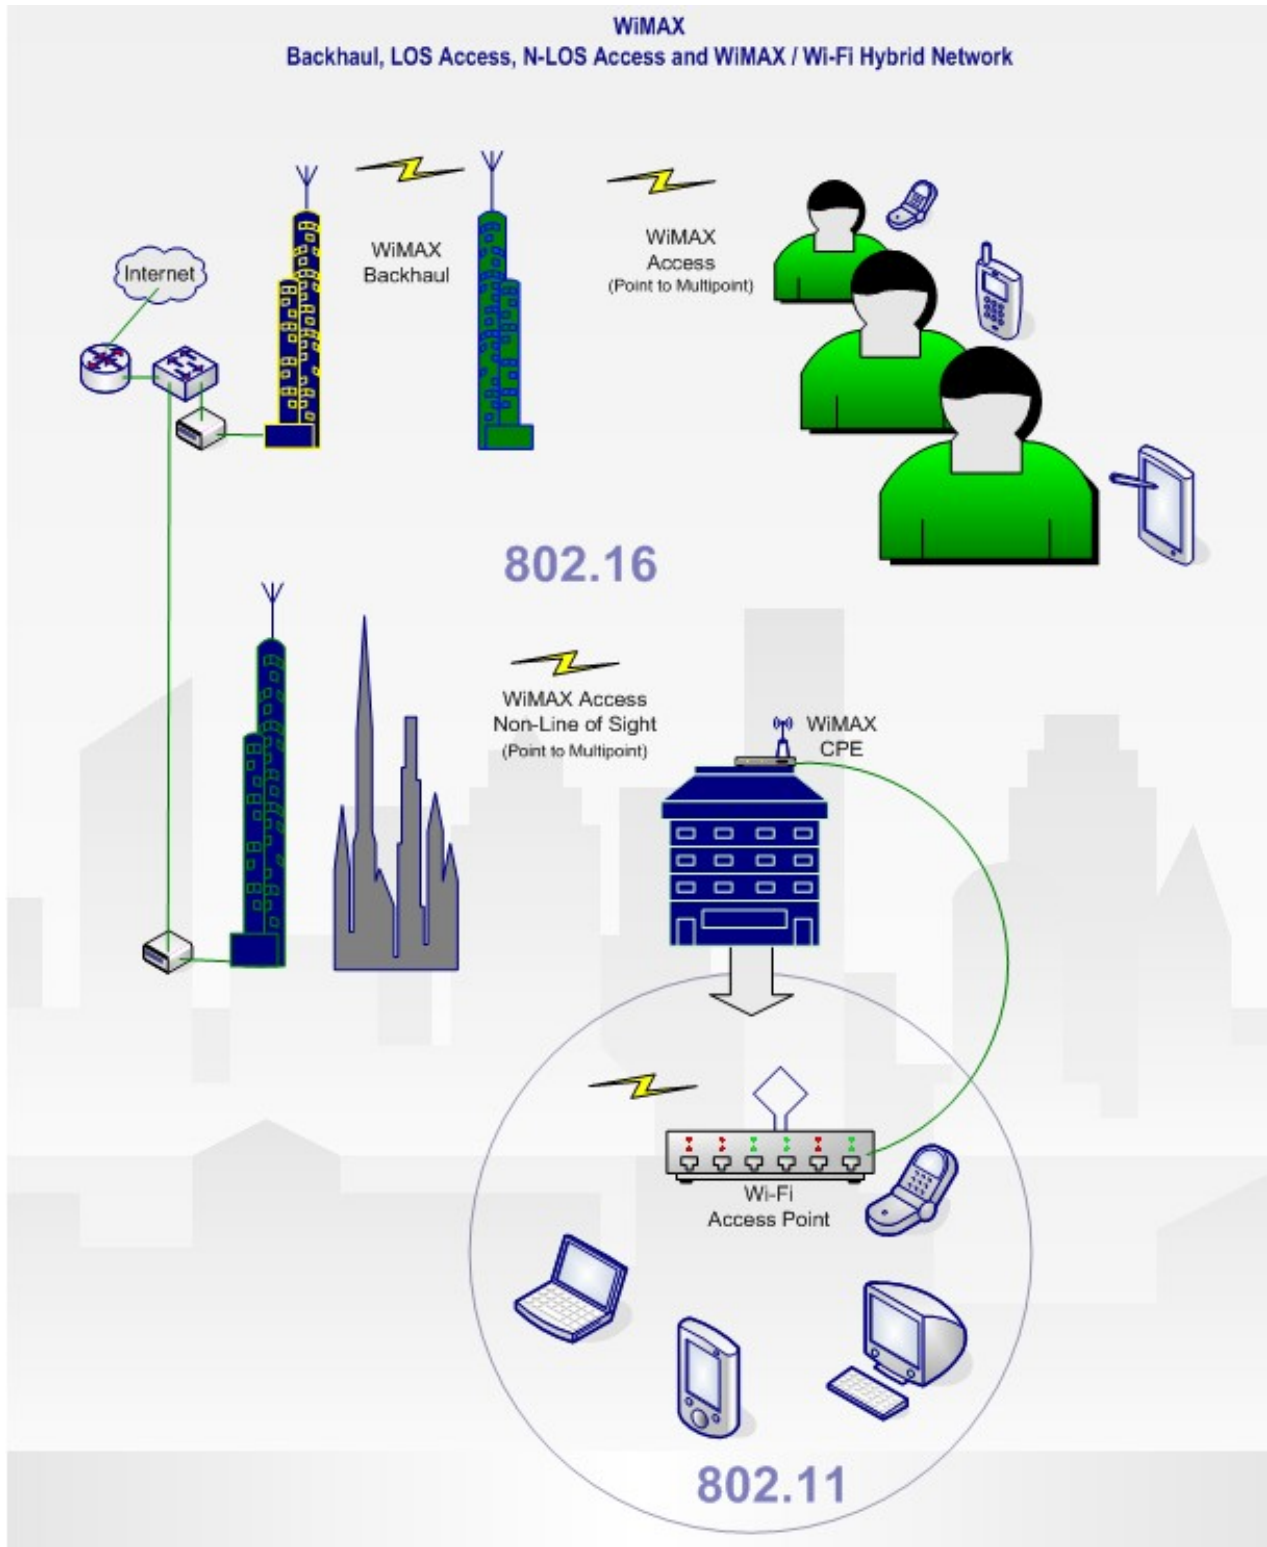 WiMAX
Backhaul, LOS Access, N-LOS Access and WiMAX / Wi-Fi Hybrid Network
WiMAX
Backhaul
WiMAX
Access
(Point to Multipoint)
Internet
802.16
WiMAX Access
Non-Line of Sight
(Point to Multipoint)
WiMAX
CPE
Wi-Fi
Access Point
802.11